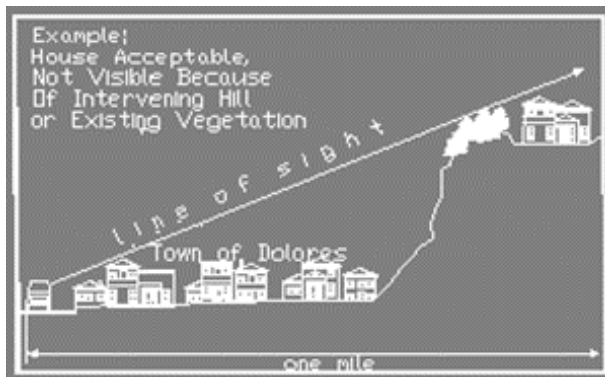 Example;
House Acceptable,
Not Visible Because
Of Intervening Hill
or Existing Vegetation
line of sight
Town of Dolores
one mile